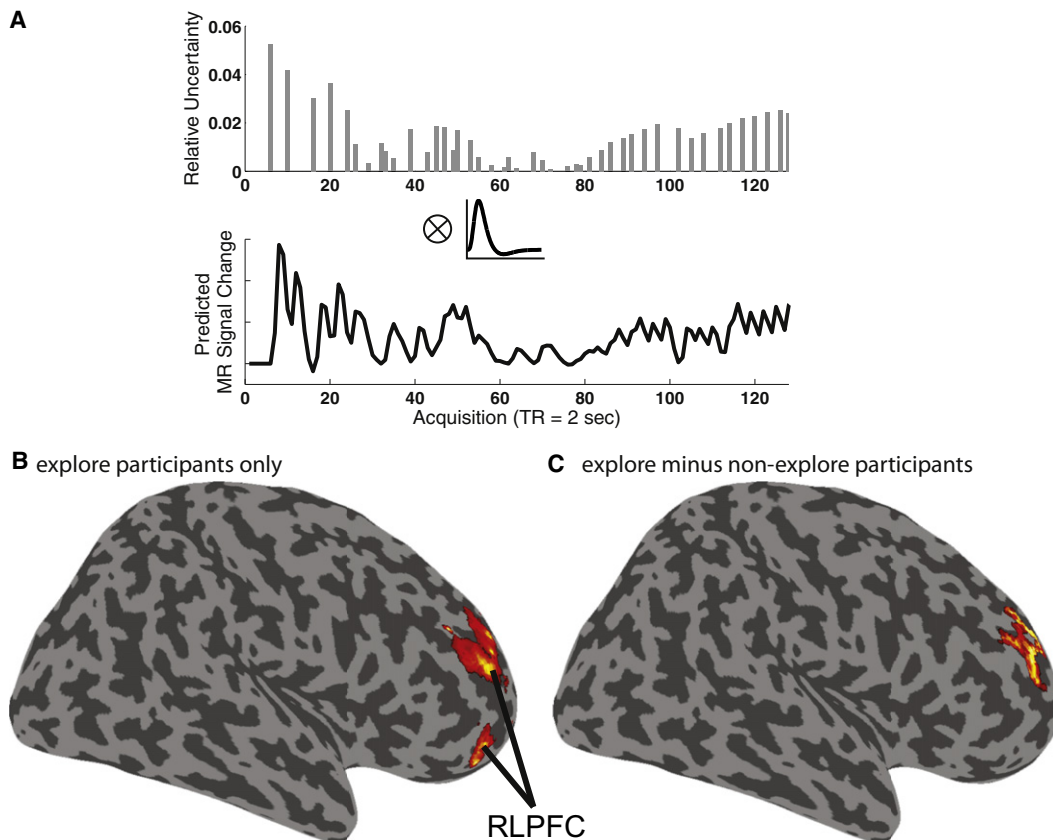 A
Relative Uncertainty
0.06
0.04
0.02
0
0 20 40 60 80 100 120
Predicted
MR Signal Change
0 20 40 60 80 100 120
Acquisition (TR = 2 sec)
B explore participants only
C explore minus non-explore participants
RLPFC